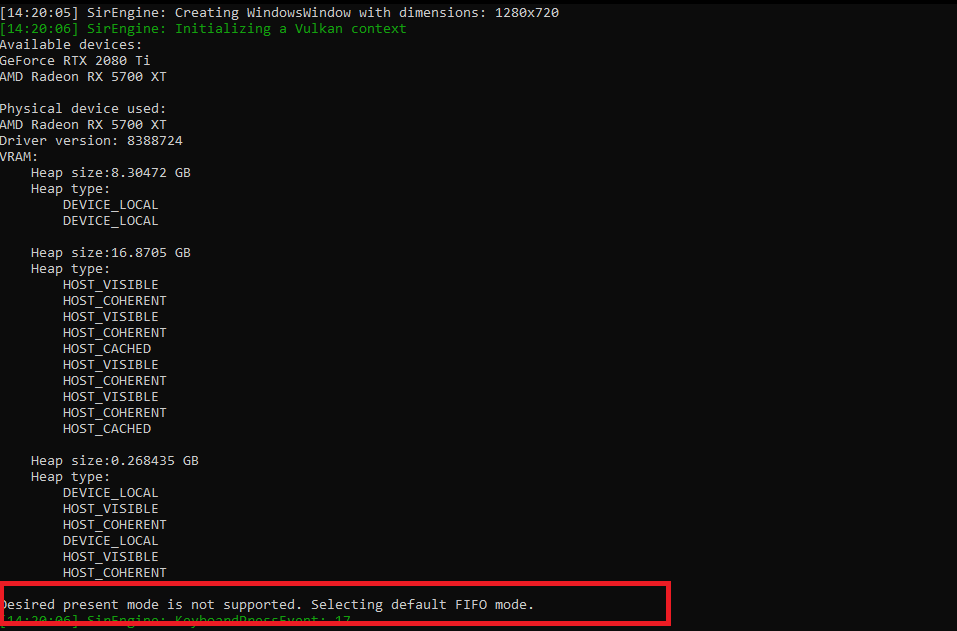 [14:20:05] SirEngine: Creating WindowsWindow with dimensions: 1280x720
[14:20:06] SirEngine: Initializing a Vulkan context
Available devices:
GeForce RTX 2080 Ti
AMD Radeon RX 5700 XT
Physical device used:
AMD Radeon RX 5700 XT
Driver version: 8388724
VRAM:
Heap size:8.30472 GB
Heap type:
DEVICE_LOCAL
DEVICE_LOCAL
Heap size:16.8705 GB
Heap type:
HOST_VISIBLE
HOST_COHERENT
HOST_VISIBLE
HOST_COHERENT
HOST_CACHED
HOST_VISIBLE
HOST_COHERENT
HOST_VISIBLE
HOST_COHERENT
HOST_CACHED
Heap size:0.268435 GB
Heap type:
DEVICE_LOCAL
HOST_VISIBLE
HOST_COHERENT
DEVICE_LOCAL
HOST_VISIBLE
HOST_COHERENT
Desired present mode is not supported. Selecting default FIFO mode.
[14:20:06] SirEngine: KeyboardPressEvent: 17